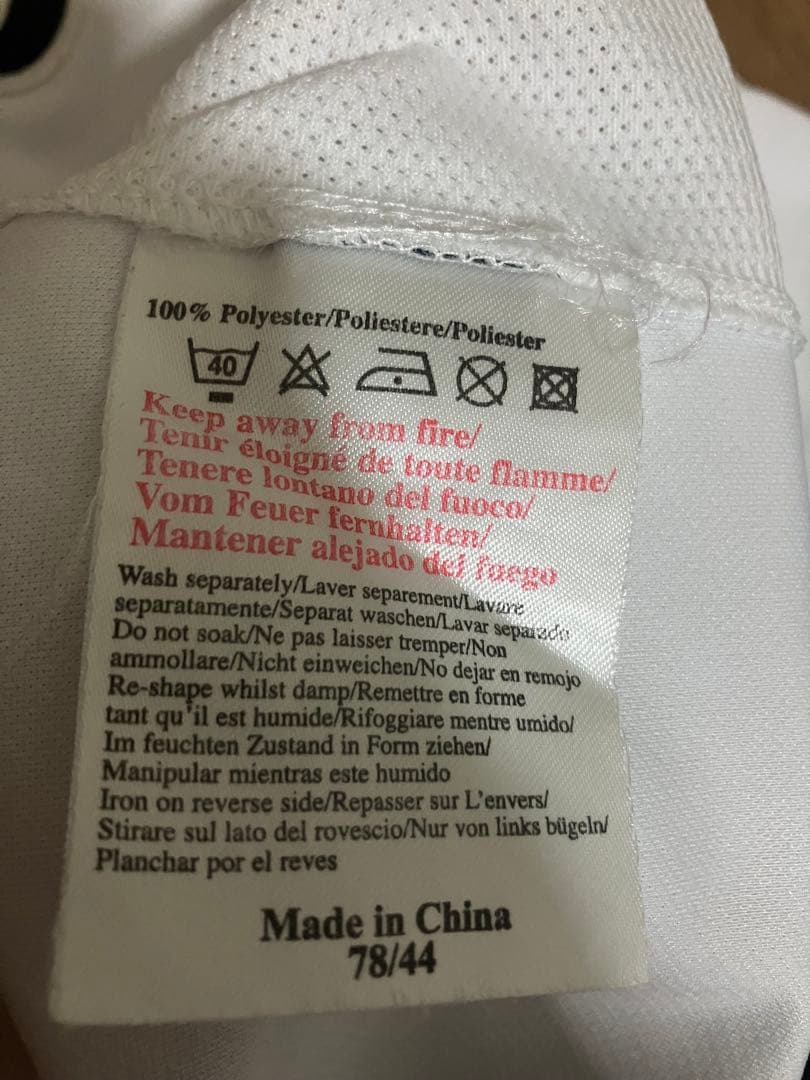 100% Polyester/Poliestere/Poliester
40
Keep away from fire/
Tenir éloigné de toute flamme/
Tenere lontano del fuoco/
Vom Feuer fernhalten/
Mantener alejado del fuego
Wash separately/Laver separement/Lavare
separatamente/Separat waschen/Lavar separado
Do not soak/Ne pas laisser tremper/Non
ammollare/Nicht einweichen/No dejar en remojo
Re-shape whilst damp/Remettre en forme
tant qu'il est humide/Rifoggiare mentre umido/
Im feuchten Zustand in Form ziehen/
Manipular mientras este humido
Iron on reverse side/Repasser sur L'envers/
Stirare sul lato del rovescio/Nur von links bügeln/
Planchar por el reves
Made in China
78/44